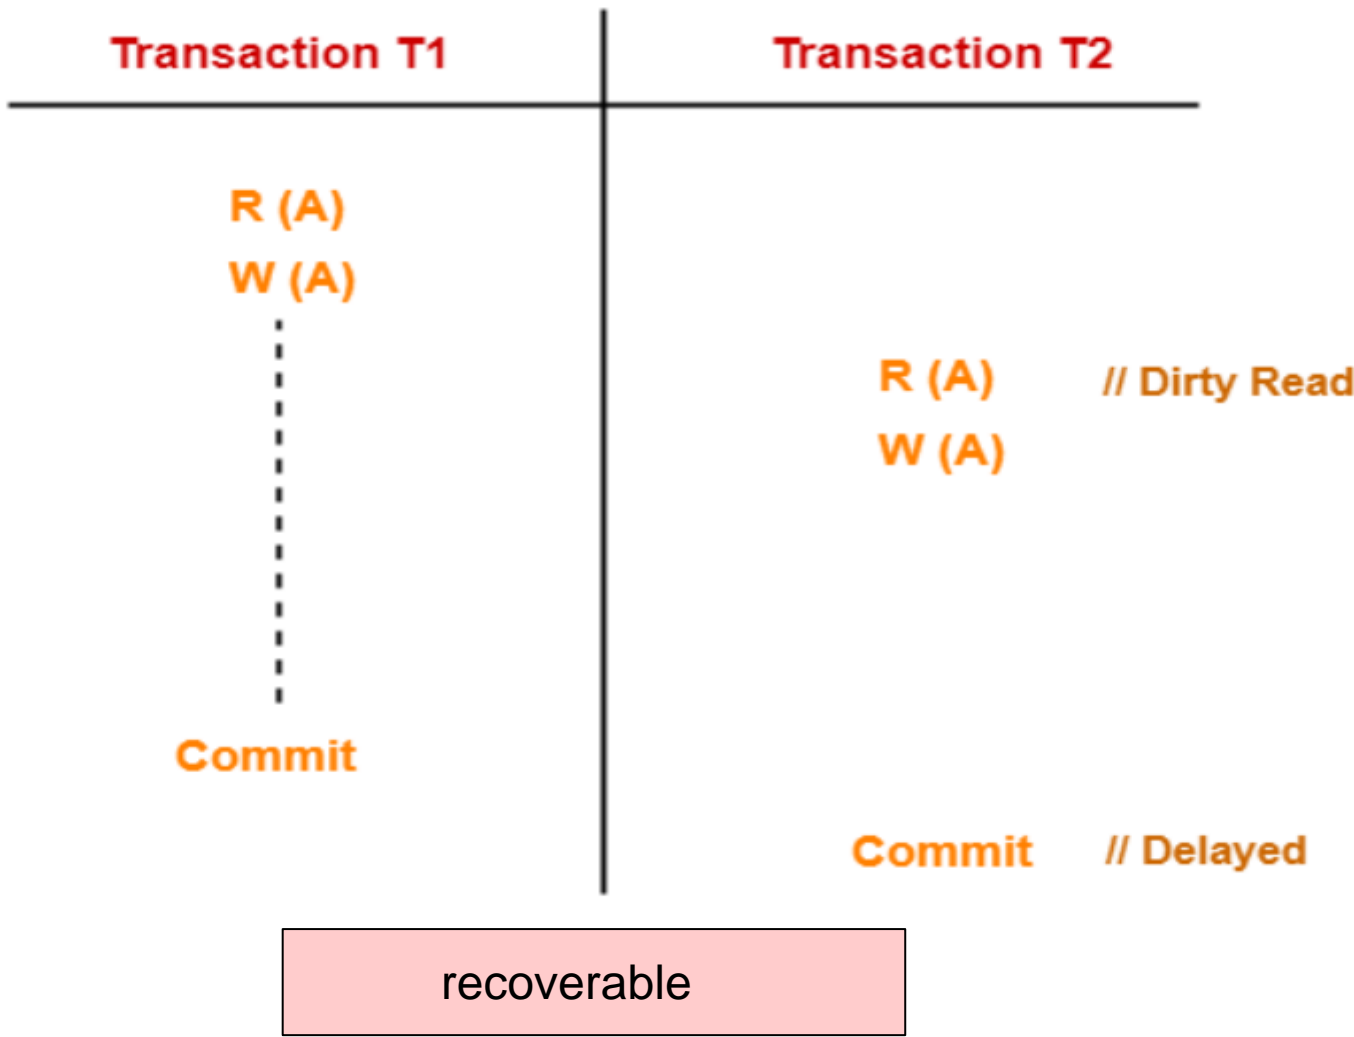 Transaction T1
Transaction T2
R (A)
W (A)
R (A) // Dirty Read
W (A)
Commit
Commit // Delayed
recoverable